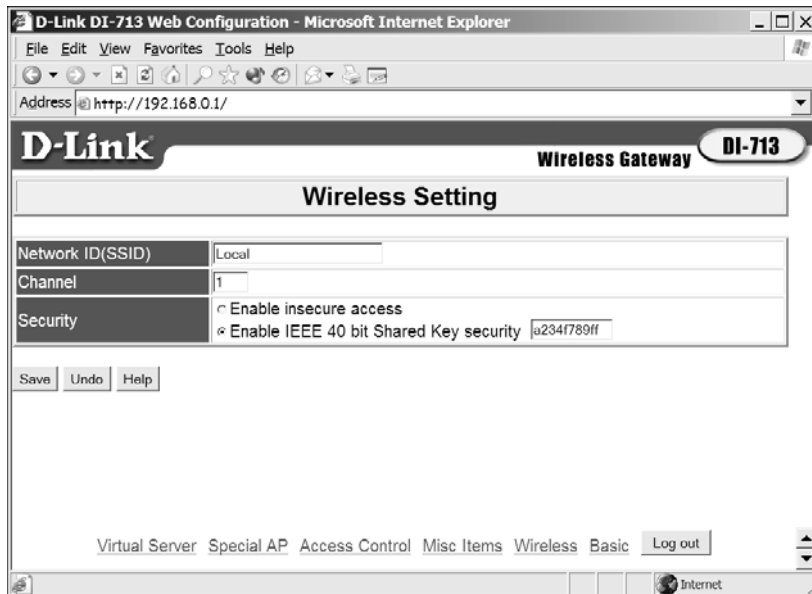 D-Link DI-713 Web Configuration - Microsoft Internet Explorer
File Edit View Favorites Tools Help
Address http://192.168.0.1/
D-Link
Wireless Gateway DI-713
Wireless Setting
Network ID(SSID) Local
Channel 1
Security Enable insecure access
Enable IEEE 40 bit Shared Key security a234f789ff
Save Undo Help
Virtual Server Special AP Access Control Misc Items Wireless Basic Log out
Internet